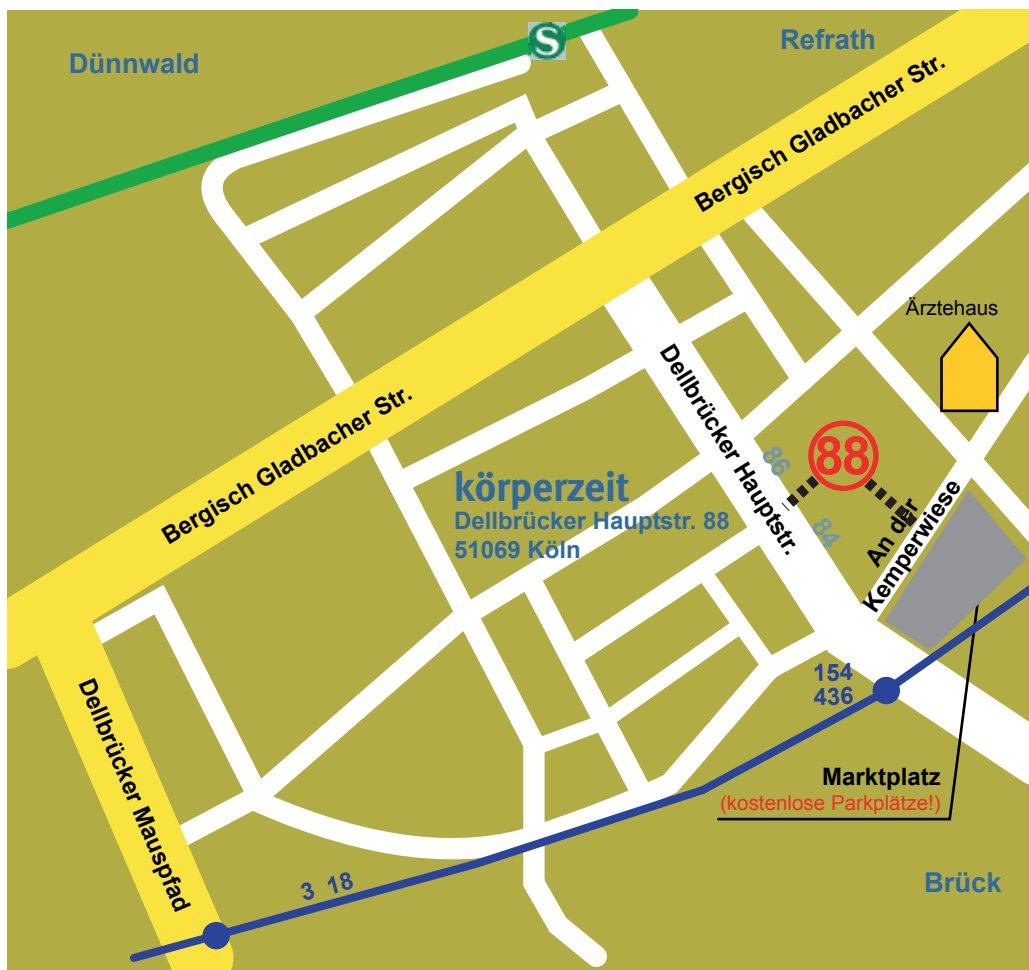 Dünnwald
S
Refrath
Bergisch Gladbacher Str.
Ärztehaus
Bergisch Gladbacher Str.
Dellbrücker Hauptstr.
86
88
84
körperzeit
Dellbrücker Hauptstr. 88
51069 Köln
An der
Kemperwiese
154
436
Dellbrücker Mauspfad
Marktplatz
(kostenlose Parkplätze!)
3 18
Brück